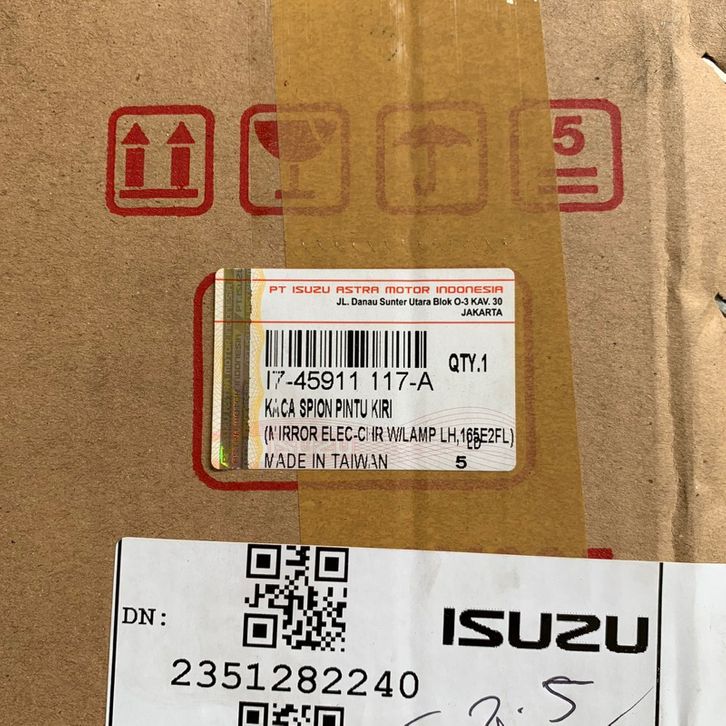 5
PT ISUZU ASTRA MOTOR INDONESIA
JL. Danau Sunter Utara Blok O-3 KAV. 30
JAKARTA
QTY.1
I7-45911 117-A
KACA SPION PINTU KIRI
(MIRROR ELEC-CHR W/LAMP LH,165E2FL)
LD
MADE IN TAIWAN 5
DN:
ISUZU
2351282240